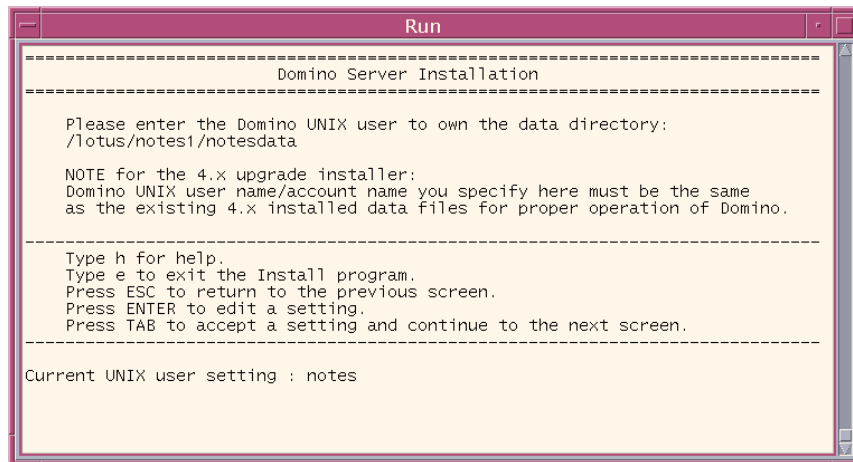 Run
===============================================================================
Domino Server Installation
===============================================================================
Please enter the Domino UNIX user to own the data directory:
/lotus/notes1/notesdata
NOTE for the 4.x upgrade installer:
Domino UNIX user name/account name you specify here must be the same
as the existing 4.x installed data files for proper operation of Domino.
-------------------------------------------------------------------------------
Type h for help.
Type e to exit the Install program.
Press ESC to return to the previous screen.
Press ENTER to edit a setting.
Press TAB to accept a setting and continue to the next screen.
-------------------------------------------------------------------------------
Current UNIX user setting : notes